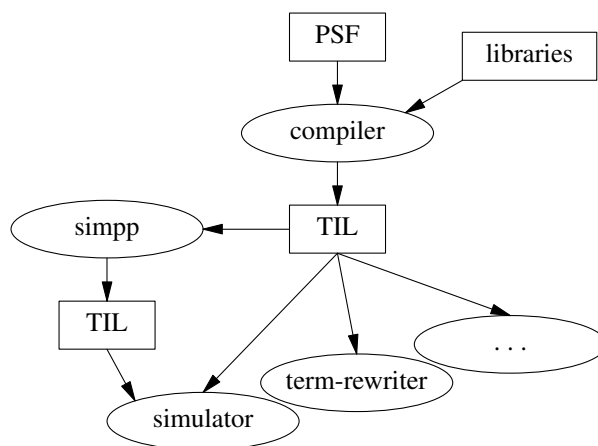 PSF
libraries
compiler
simpp
TIL
TIL
. . .
term-rewriter
simulator